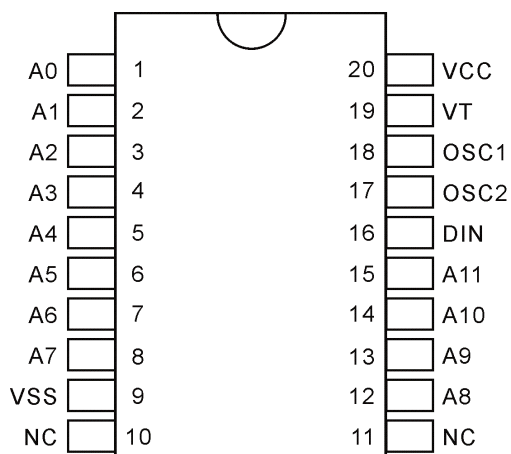 A0 1 20 VCC
A1 2 19 VT
A2 3 18 OSC1
A3 4 17 OSC2
A4 5 16 DIN
A5 6 15 A11
A6 7 14 A10
A7 8 13 A9
VSS 9 12 A8
NC 10 11 NC